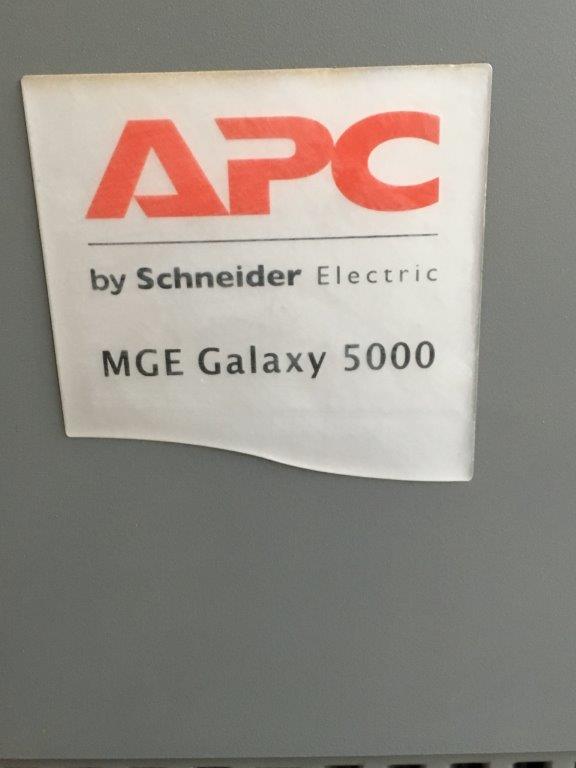 APC
by Schneider Electric
MGE Galaxy 5000